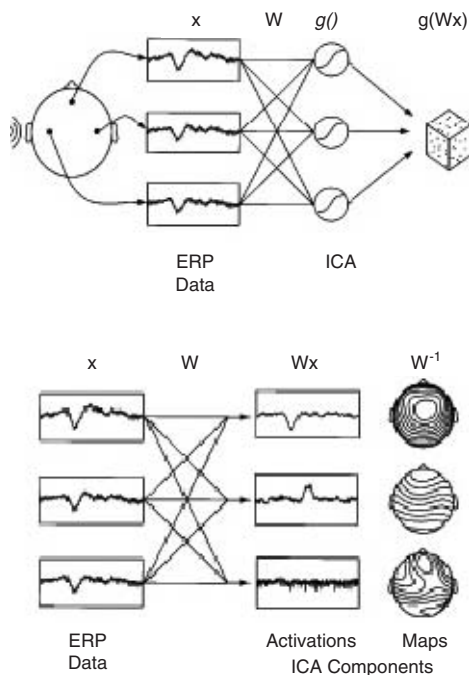 x W g() g(Wx)
ERP ICA
Data
x W Wx W⁻¹
ERP Activations Maps
Data ICA Components